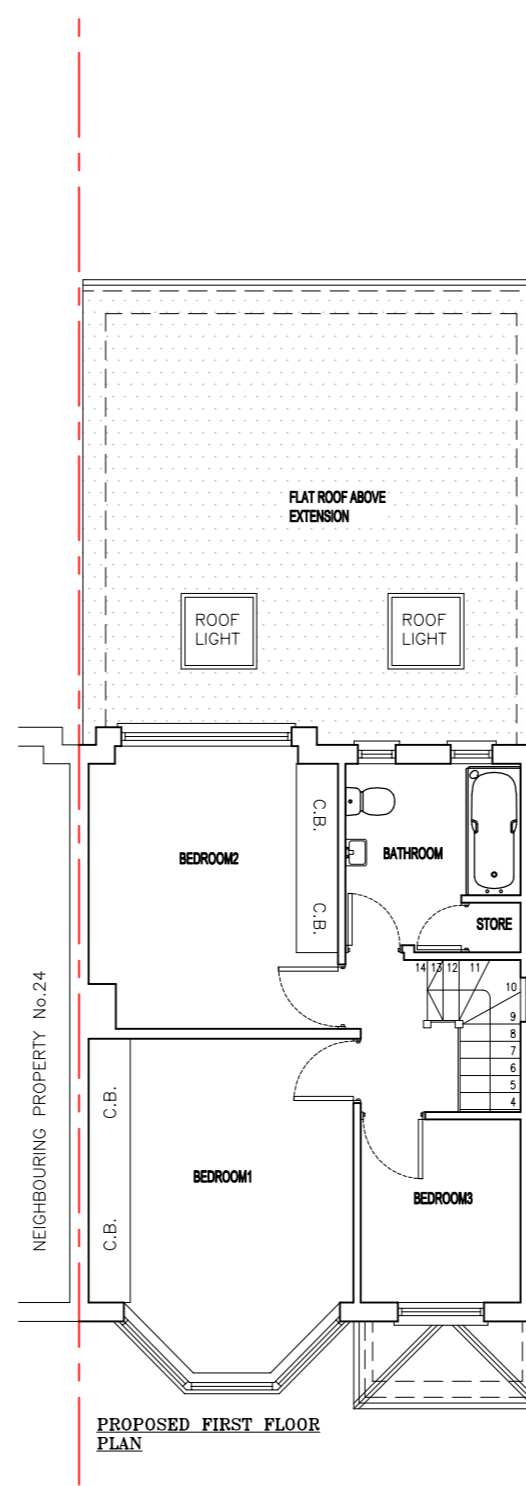 FLAT ROOF ABOVE
EXTENSION
ROOF
LIGHT
ROOF
LIGHT
C.B.
C.B.
BEDROOM2
BATHROOM
STORE
14 13 12 11
10
9
8
7
6
5
4
NEIGHBOURING PROPERTY No.24
C.B.
C.B.
BEDROOM1
BEDROOM3
PROPOSED FIRST FLOOR
PLAN